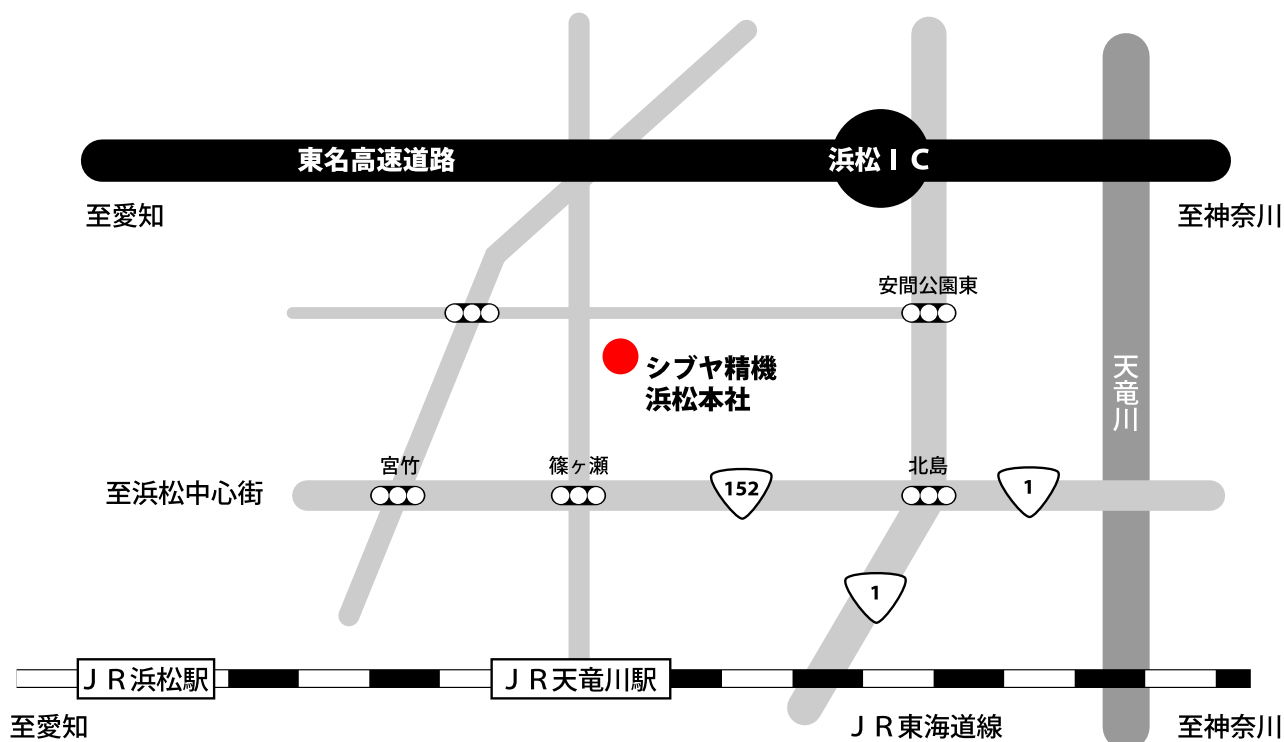 東名高速道路
浜松ＩＣ
至愛知
至神奈川
安間公園東
シブヤ精機
浜松本社
天竜川
宮竹
篠ヶ瀬
北島
至浜松中心街
152
1
1
ＪＲ浜松駅
ＪＲ天竜川駅
至愛知
ＪＲ東海道線
至神奈川